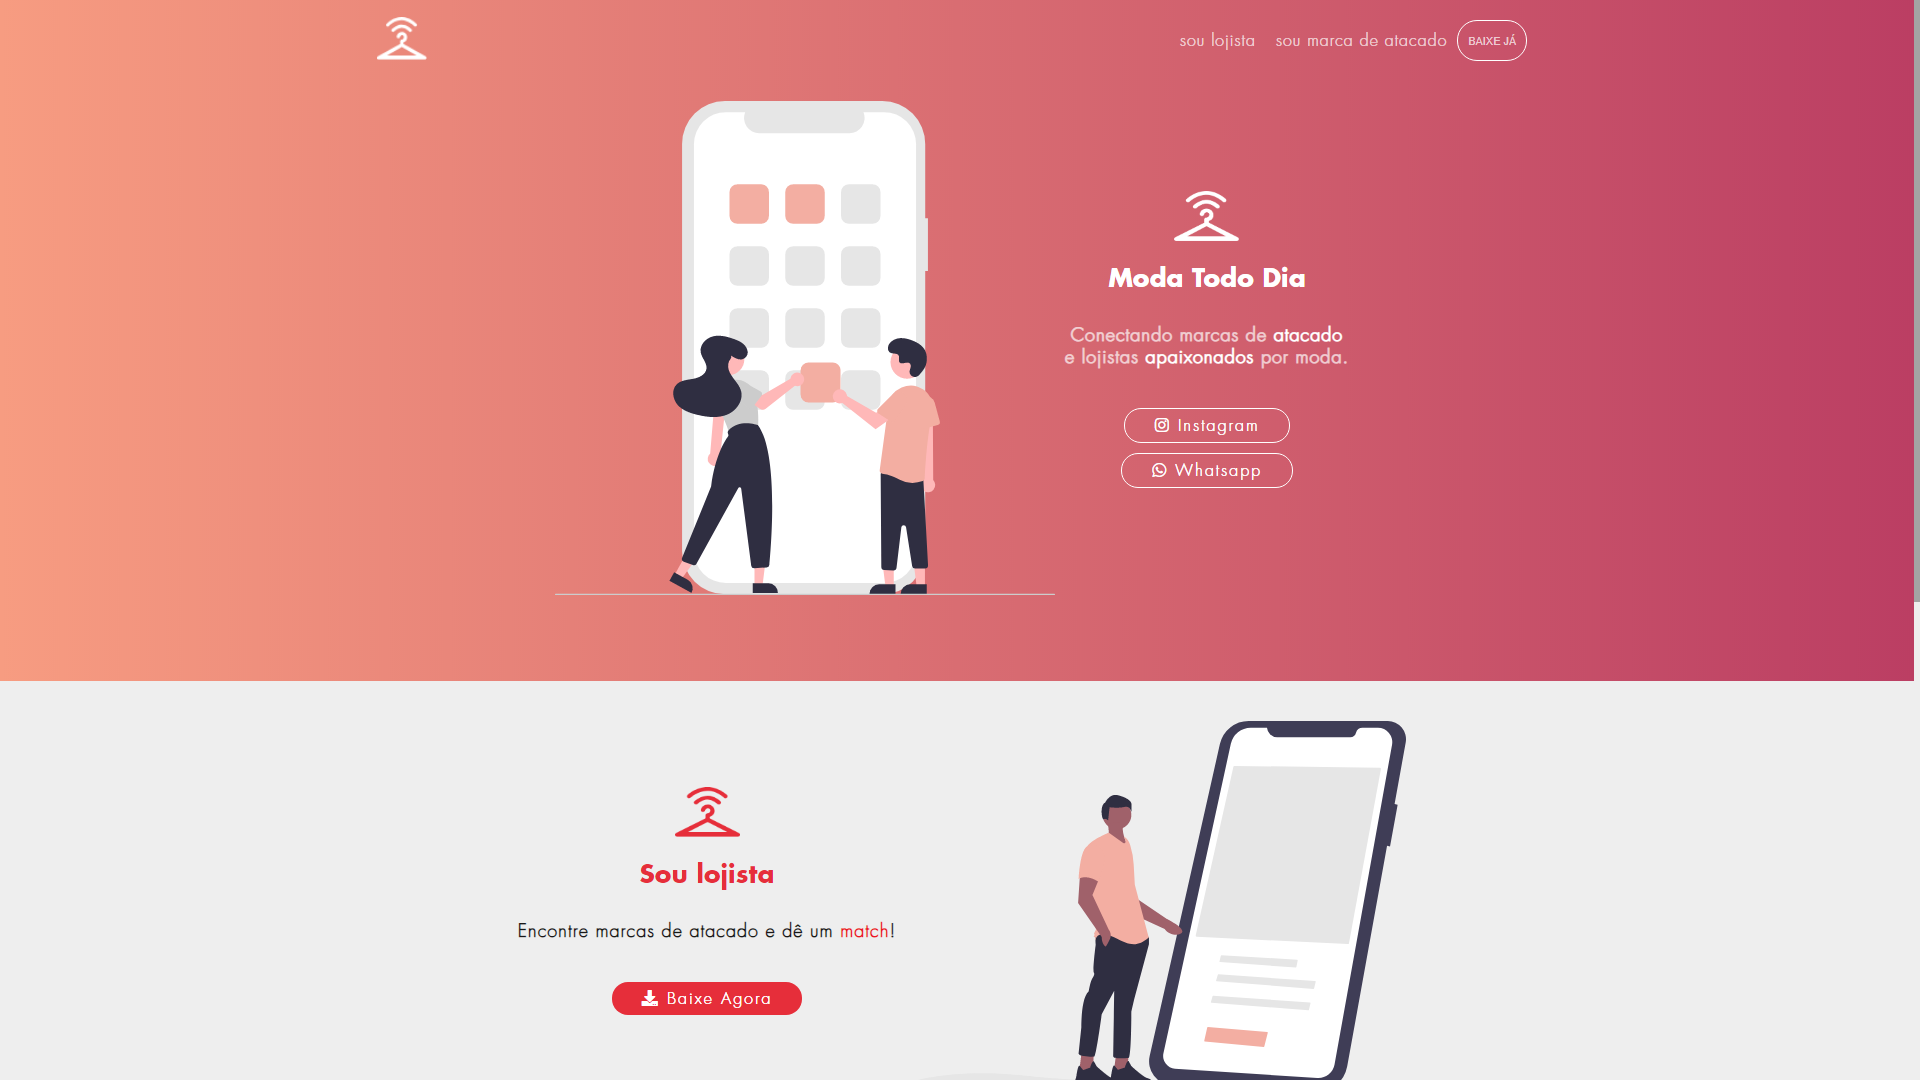 sou lojista
sou marca de atacado
BAIXE JÁ
Moda Todo Dia
Conectando marcas de atacado
e lojistas apaixonados por moda.
Instagram
Whatsapp
Sou lojista
Encontre marcas de atacado e dê um match!
Baixe Agora